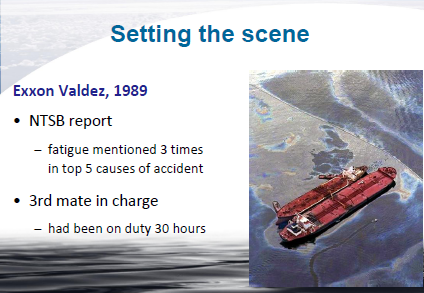 Setting the scene
Exxon Valdez, 1989
• NTSB report
– fatigue mentioned 3 times
in top 5 causes of accident
• 3rd mate in charge
– had been on duty 30 hours